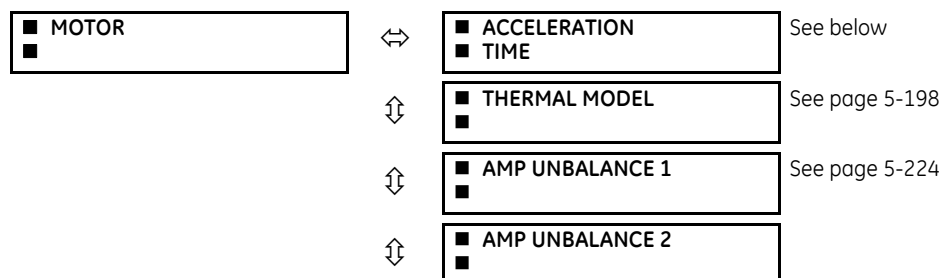 ■ MOTOR
■
⇔
■ ACCELERATION
■ TIME
See below
⇕
■ THERMAL MODEL
■
See page 5-198
⇕
■ AMP UNBALANCE 1
■
See page 5-224
⇕
■ AMP UNBALANCE 2
■